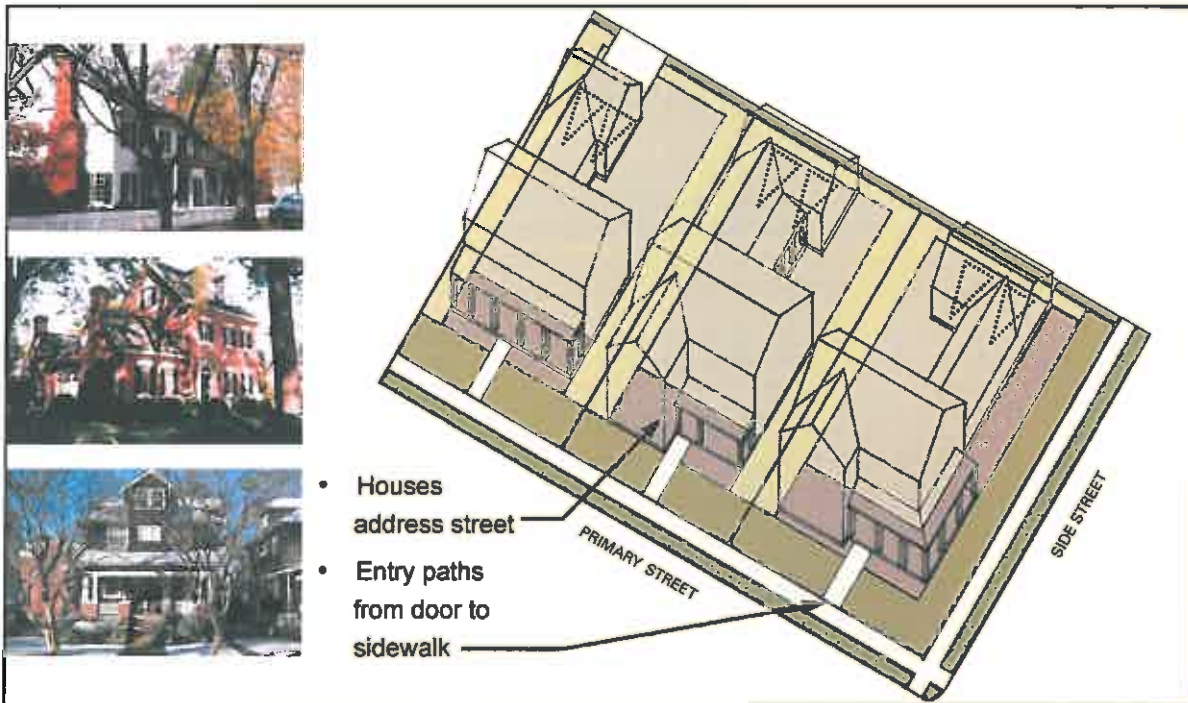 • Houses
address street
• Entry paths
from door to
sidewalk
PRIMARY STREET
SIDE STREET